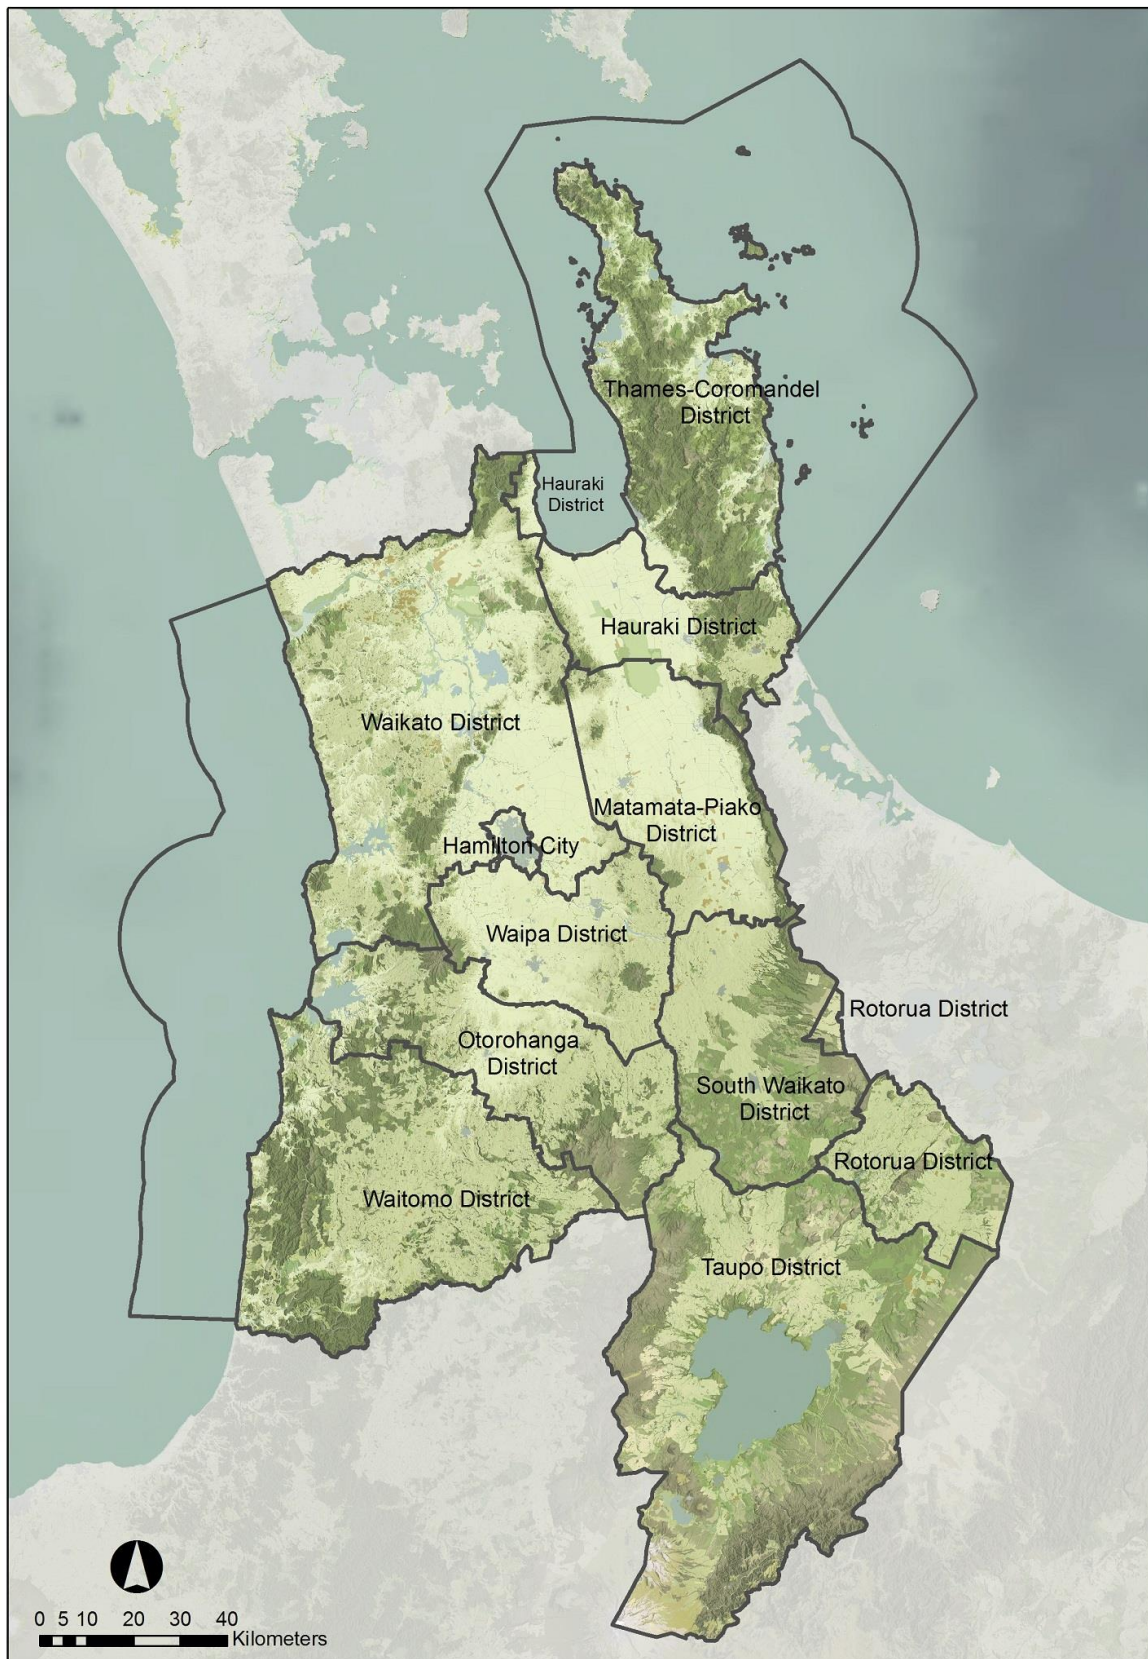 Thames-Coromandel
District
Hauraki
District
Hauraki District
Waikato District
Matamata-Piako
District
Hamilton City
Waipa District
Rotorua District
Otorohanga
District
South Waikato
District
Rotorua District
Waitomo District
Taupo District
0 5 10 20 30 40
Kilometers